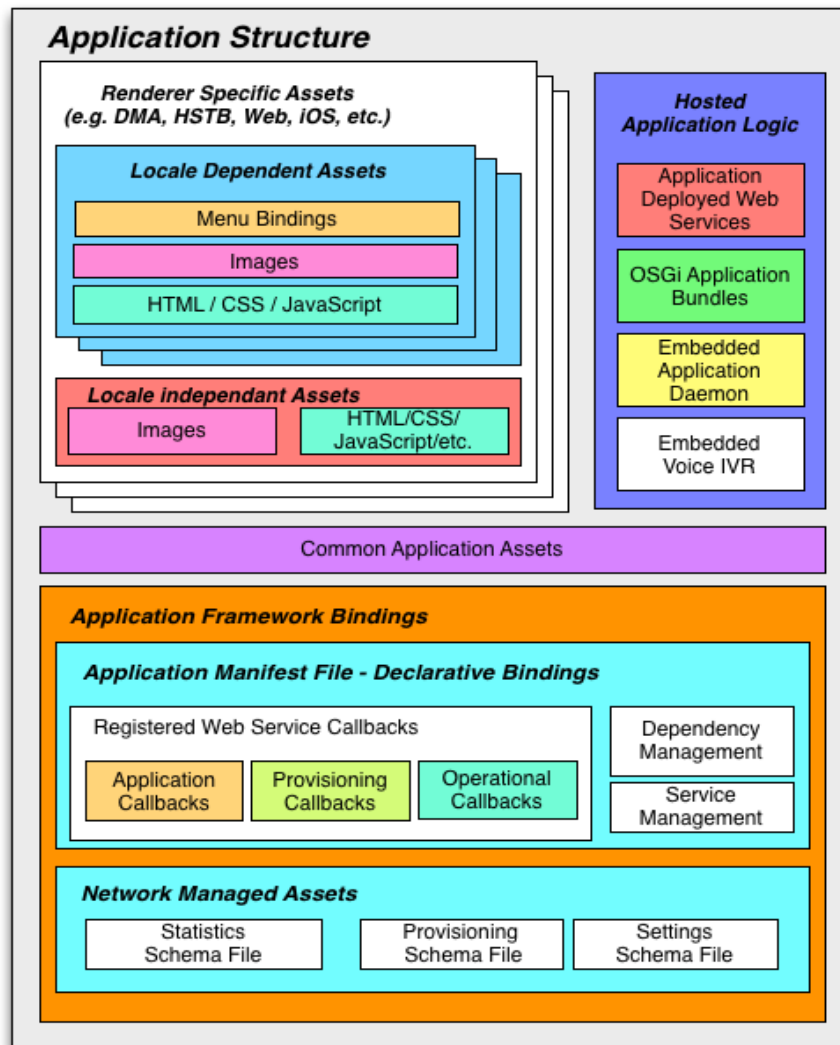 Application Structure
Renderer Specific Assets
(e.g. DMA, HSTB, Web, iOS, etc.)
Locale Dependent Assets
Menu Bindings
Images
HTML / CSS / JavaScript
Locale independant Assets
Images
HTML/CSS/
JavaScript/etc.
Hosted
Application Logic
Application
Deployed Web
Services
OSGi Application
Bundles
Embedded
Application
Daemon
Embedded
Voice IVR
Common Application Assets
Application Framework Bindings
Application Manifest File - Declarative Bindings
Registered Web Service Callbacks
Application
Callbacks
Provisioning
Callbacks
Operational
Callbacks
Dependency
Management
Service
Management
Network Managed Assets
Statistics
Schema File
Provisioning
Schema File
Settings
Schema File